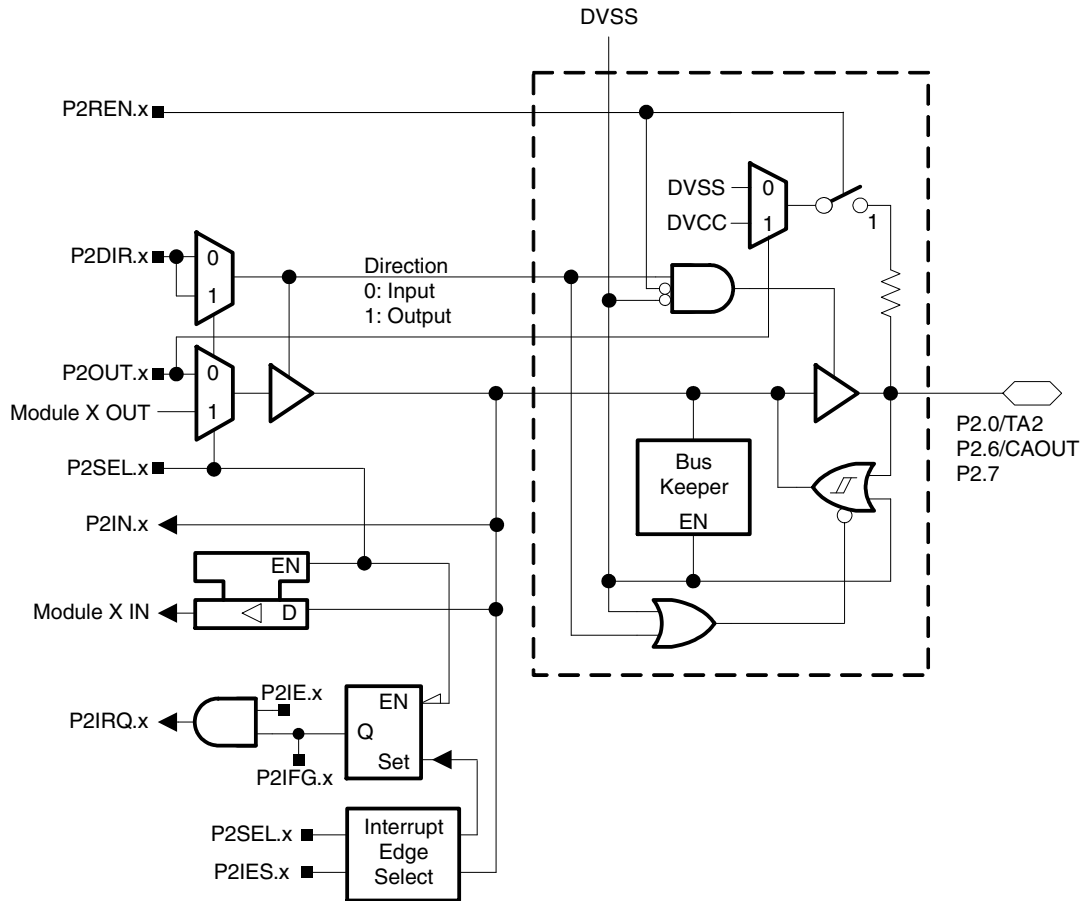 DVSS
P2REN.x
DVSS
0
DVCC
1
1
P2DIR.x
0
1
Direction
0: Input
1: Output
P2OUT.x
0
Module X OUT
1
P2.0/TA2
P2.6/CAOUT
P2.7
P2SEL.x
Bus
Keeper
EN
P2IN.x
EN
Module X IN
D
P2IE.x
EN
P2IRQ.x
Q
Set
P2IFG.x
P2SEL.x
P2IES.x
Interrupt
Edge
Select